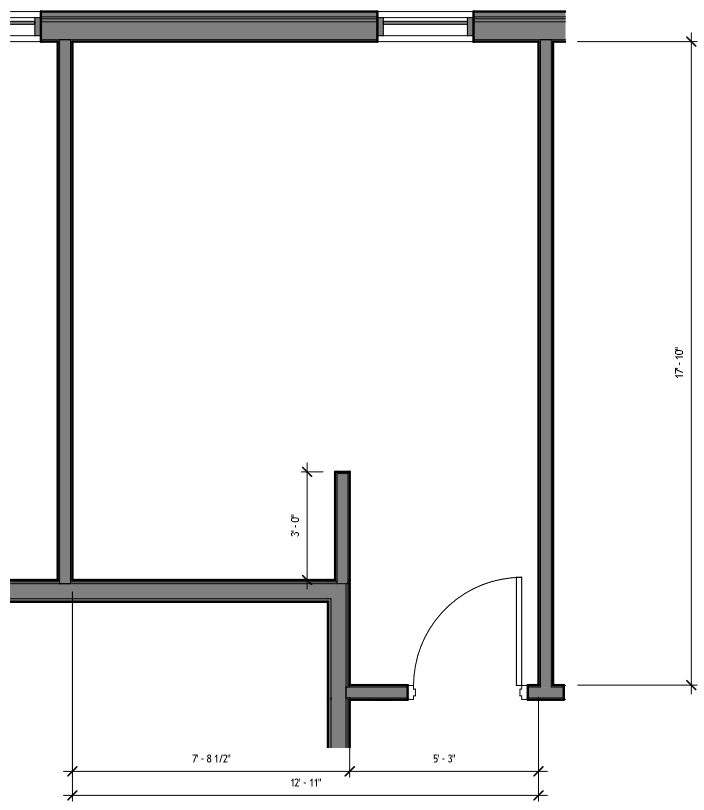 17' - 10"
3' - 0"
7' - 8 1/2"
5' - 3"
12' - 11"